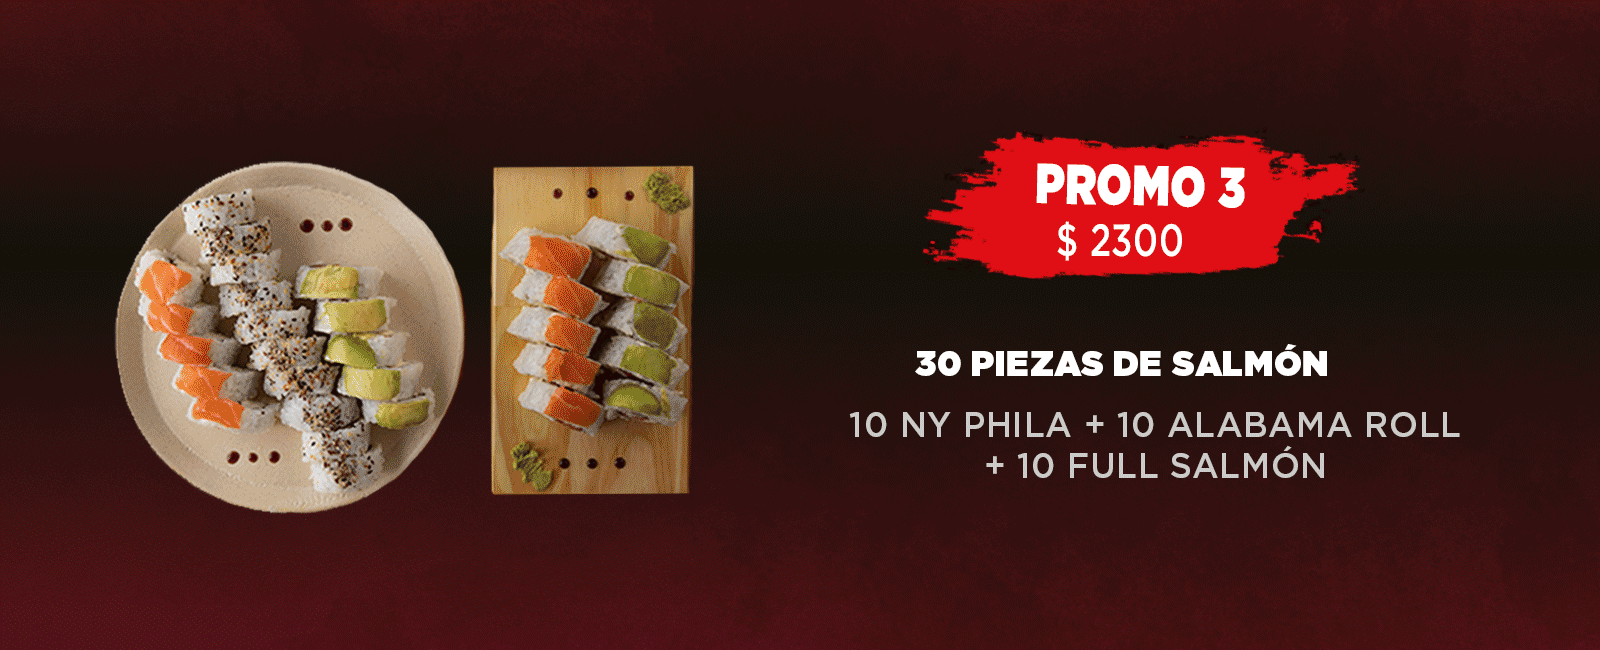 PROMO 3
$ 2300
30 PIEZAS DE SALMÓN
10 NY PHILA + 10 ALABAMA ROLL
+ 10 FULL SALMÓN